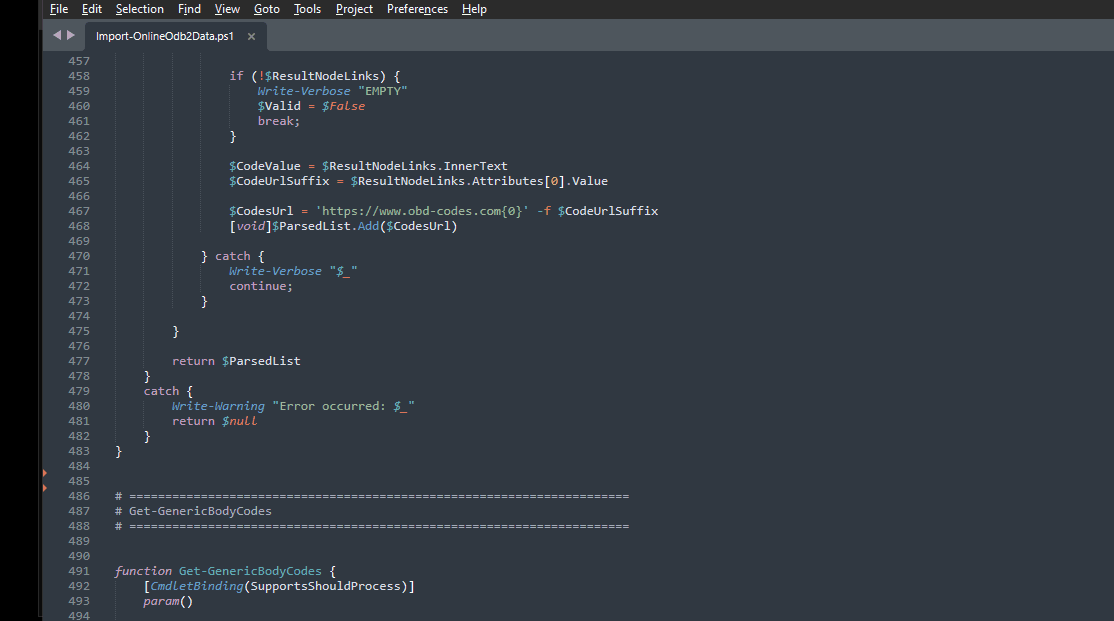 File Edit Selection Find View Goto Tools Project Preferences Help
Import-OnlineOdb2Data.ps1 ×
457
458 if (!$ResultNodeLinks) {
459 Write-Verbose "EMPTY"
460 $Valid = $False
461 break;
462 }
463
464 $CodeValue = $ResultNodeLinks.InnerText
465 $CodeUrlSuffix = $ResultNodeLinks.Attributes[0].Value
466
467 $CodesUrl = 'https://www.obd-codes.com{0}' -f $CodeUrlSuffix
468 [void]$ParsedList.Add($CodesUrl)
469
470 } catch {
471 Write-Verbose "$_"
472 continue;
473 }
474
475 }
476
477 return $ParsedList
478 }
479 catch {
480 Write-Warning "Error occurred: $_"
481 return $null
482 }
483 }
484
485
486 # ======================================================================
487 # Get-GenericBodyCodes
488 # ======================================================================
489
490
491 function Get-GenericBodyCodes {
492 [CmdletBinding(SupportsShouldProcess)]
493 param()
494